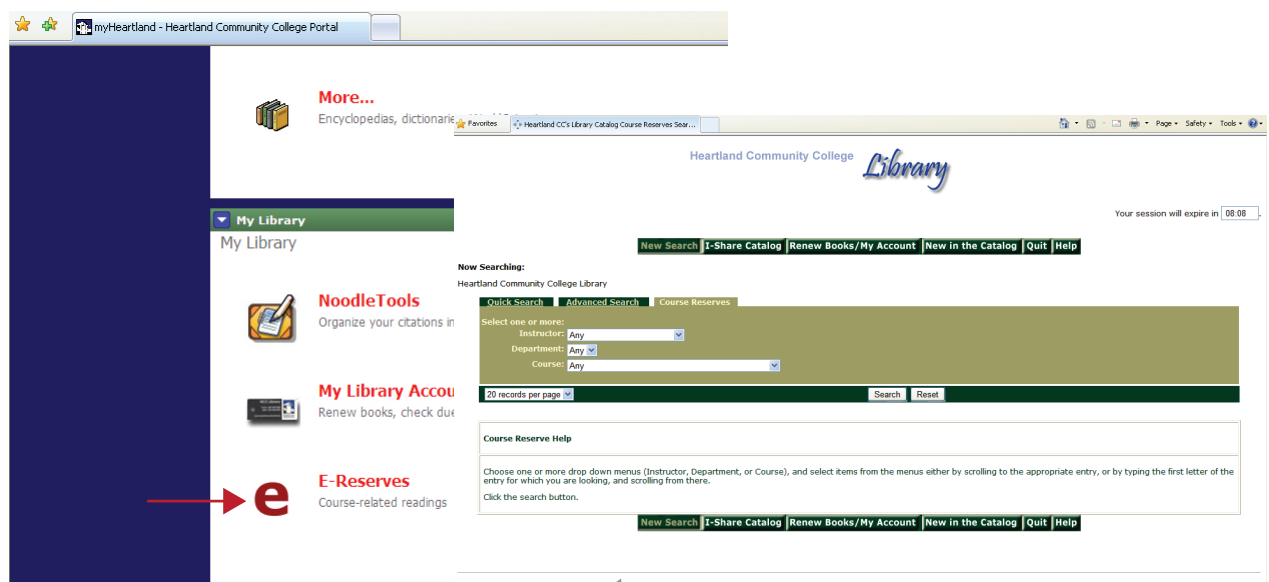 myHeartland - Heartland Community College Portal
More...
Encyclopedias, dictionarie
My Library
My Library
NoodleTools
Organize your citations in
My Library Accou
Renew books, check due
e
E-Reserves
Course-related readings
Favorites
Heartland CC's Library Catalog Course Reserves Sear...
Page Safety Tools
Heartland Community College Library
Your session will expire in 08:08 .
New Search I-Share Catalog Renew Books/My Account New in the Catalog Quit Help
Now Searching:
Heartland Community College Library
Quick Search Advanced Search Course Reserves
Select one or more:
Instructor: Any
Department: Any
Course: Any
20 records per page Search Reset
Course Reserve Help
Choose one or more drop down menus (Instructor, Department, or Course), and select items from the menus either by scrolling to the appropriate entry, or by typing the first letter of the
entry for which you are looking, and scrolling from there.
Click the search button.
New Search I-Share Catalog Renew Books/My Account New in the Catalog Quit Help